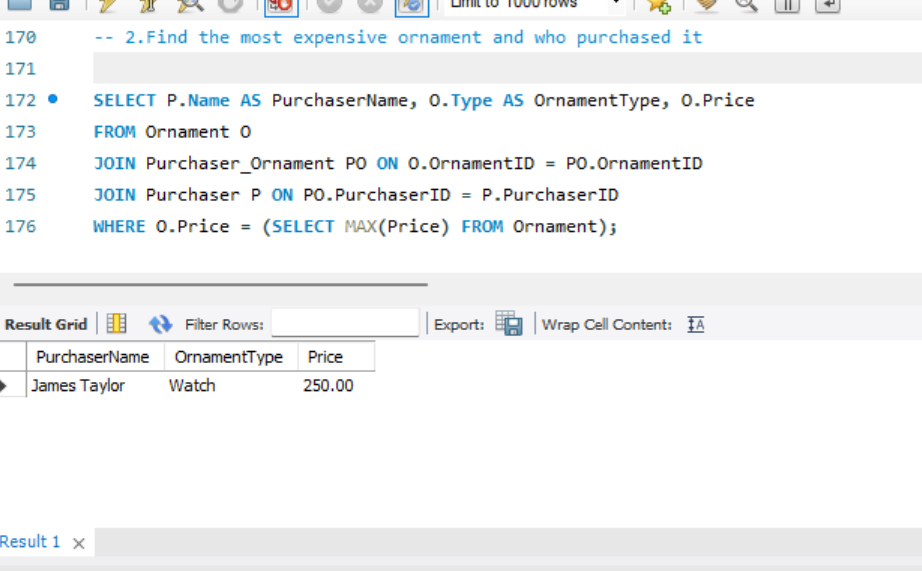 Limit to 1000 rows
170 -- 2.Find the most expensive ornament and who purchased it
171
172 SELECT P.Name AS PurchaserName, O.Type AS OrnamentType, O.Price
173 FROM Ornament O
174 JOIN Purchaser_Ornament PO ON O.OrnamentID = PO.OrnamentID
175 JOIN Purchaser P ON PO.PurchaserID = P.PurchaserID
176 WHERE O.Price = (SELECT MAX(Price) FROM Ornament);
Result Grid Filter Rows: Export: Wrap Cell Content: IA
PurchaserName OrnamentType Price
James Taylor Watch 250.00
Result 1